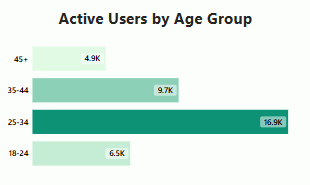 Active Users by Age Group
45+ 4.9K
35-44 9.7K
25-34 16.9K
18-24 6.5K